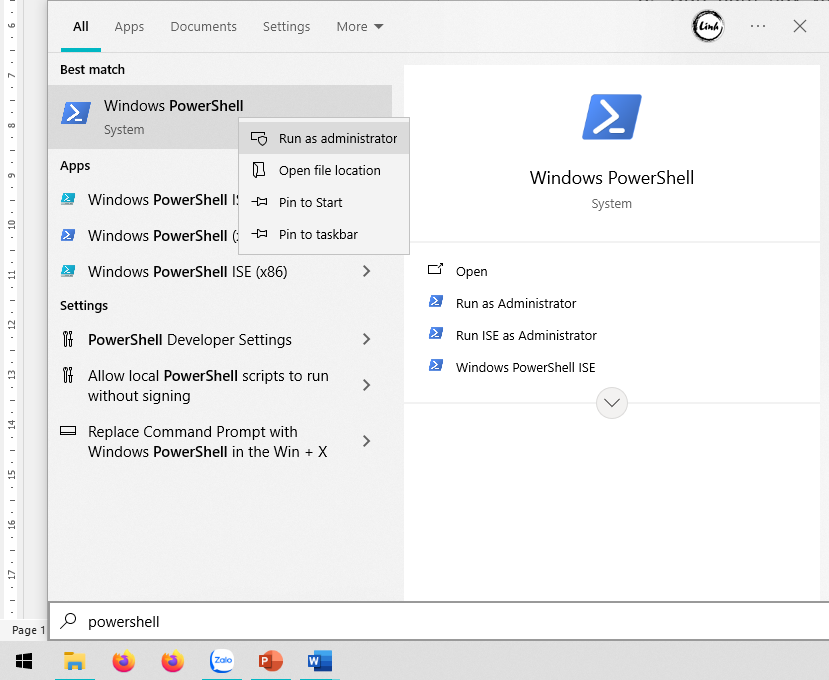 All Apps Documents Settings More
Link
Best match
Windows PowerShell
System
Run as administrator
Open file location
Pin to Start
Pin to taskbar
Apps
Windows PowerShell
Windows PowerShell
Windows PowerShell ISE (x86)
Settings
PowerShell Developer Settings
Allow local PowerShell scripts to run
without signing
Replace Command Prompt with
Windows PowerShell in the Win + X
Windows PowerShell
System
Open
Run as Administrator
Run ISE as Administrator
Windows PowerShell ISE
powershell
6
7
8
9
10
11
12
13
14
15
16
17
Page 1
Zalo
P
W